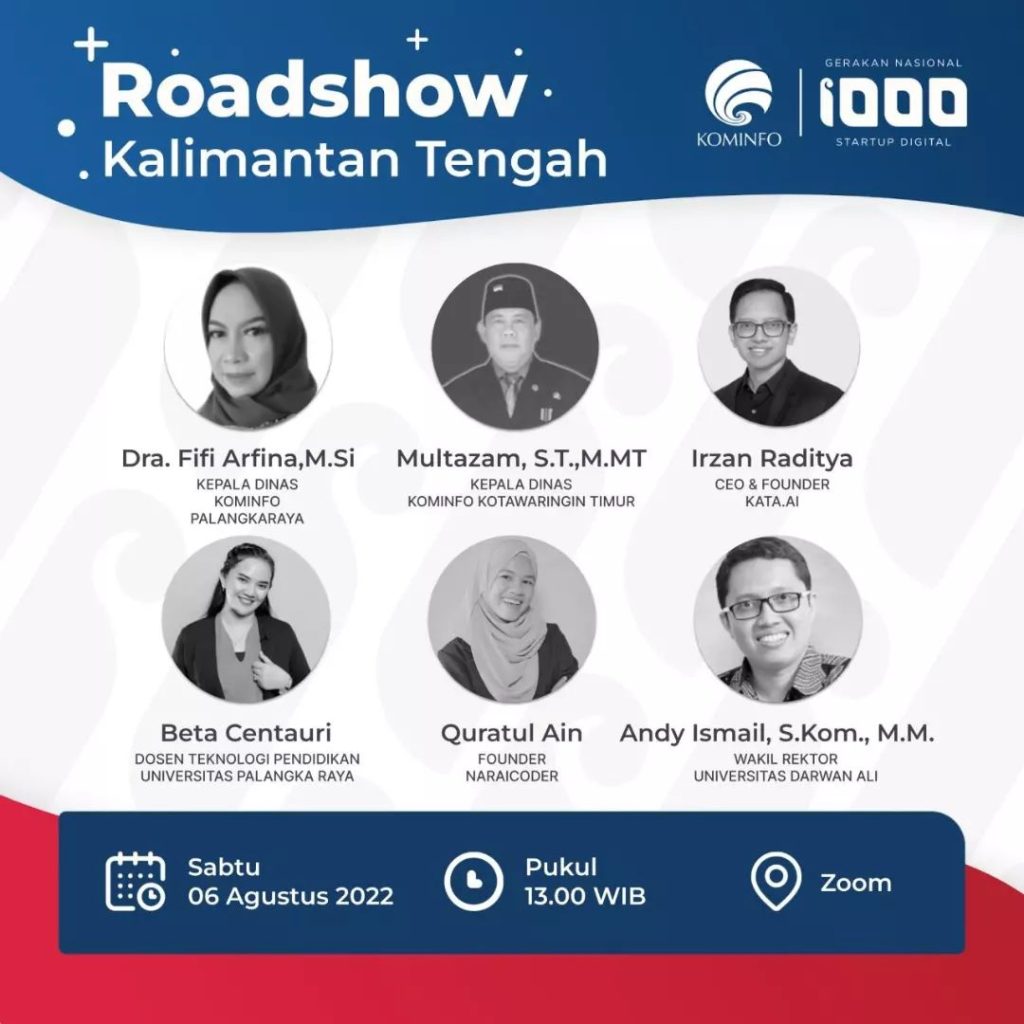 Roadshow
Kalimantan Tengah
KOMINFO
GERAKAN NASIONAL
1000
STARTUP DIGITAL
Dra. Fifi Arfina,M.Si
KEPALA DINAS
KOMINFO
PALANGKARAYA
Multazam, S.T.,M.MT
KEPALA DINAS
KOMINFO KOTAWARINGIN TIMUR
Irzan Raditya
CEO & FOUNDER
KATA.AI
Beta Centauri
DOSEN TEKNOLOGI PENDIDIKAN
UNIVERSITAS PALANGKA RAYA
Quratul Ain
FOUNDER
NARAICODER
Andy Ismail, S.Kom., M.M.
WAKIL REKTOR
UNIVERSITAS DARWAN ALI
Sabtu
06 Agustus 2022
Pukul
13.00 WIB
Zoom